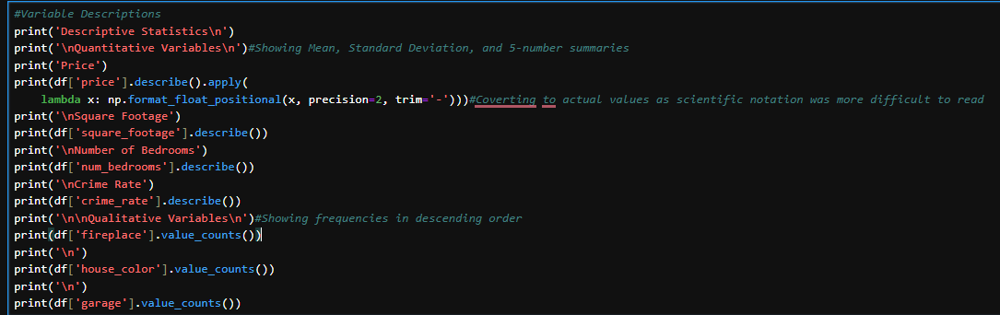 #Variable Descriptions
print('Descriptive Statistics\n')
print('\nQuantitative Variables\n')#Showing Mean, Standard Deviation, and 5-number summaries
print('Price')
print(df['price'].describe().apply(
    lambda x: np.format_float_positional(x, precision=2, trim='-')))#Coverting to actual values as scientific notation was more difficult to read
print('\nSquare Footage')
print(df['square_footage'].describe())
print('\nNumber of Bedrooms')
print(df['num_bedrooms'].describe())
print('\nCrime Rate')
print(df['crime_rate'].describe())
print('\n\nQualitative Variables\n')#Showing frequencies in descending order
print(df['fireplace'].value_counts())
print('\n')
print(df['house_color'].value_counts())
print('\n')
print(df['garage'].value_counts())